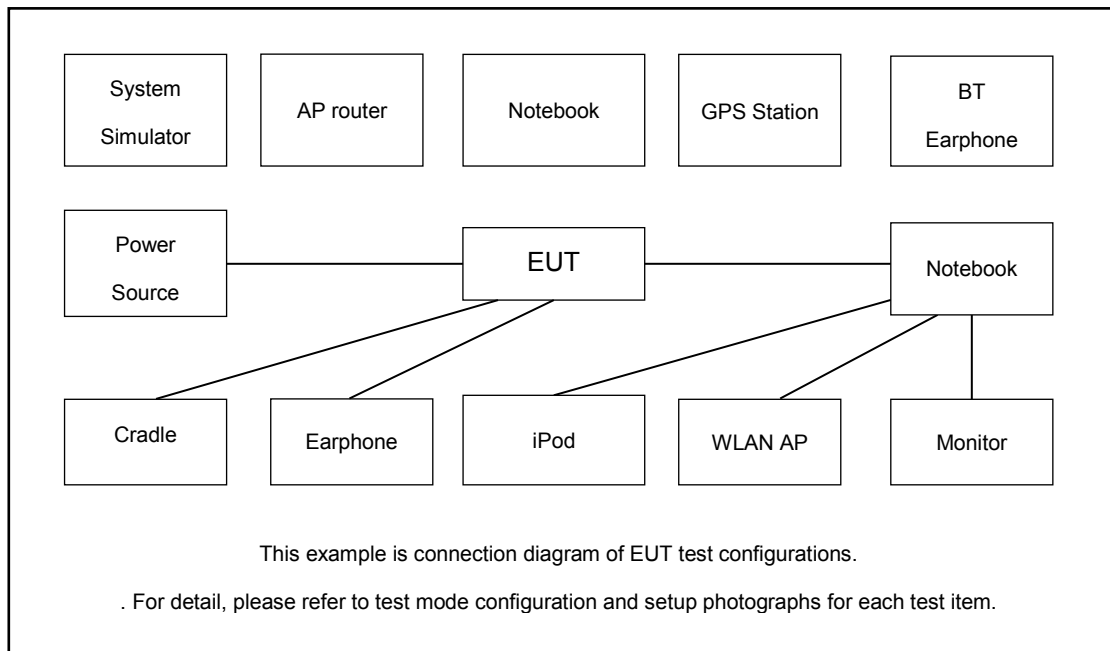 System
Simulator
AP router
Notebook
GPS Station
BT
Earphone
Power
Source
EUT
Notebook
Cradle
Earphone
iPod
WLAN AP
Monitor
This example is connection diagram of EUT test configurations.
. For detail, please refer to test mode configuration and setup photographs for each test item.